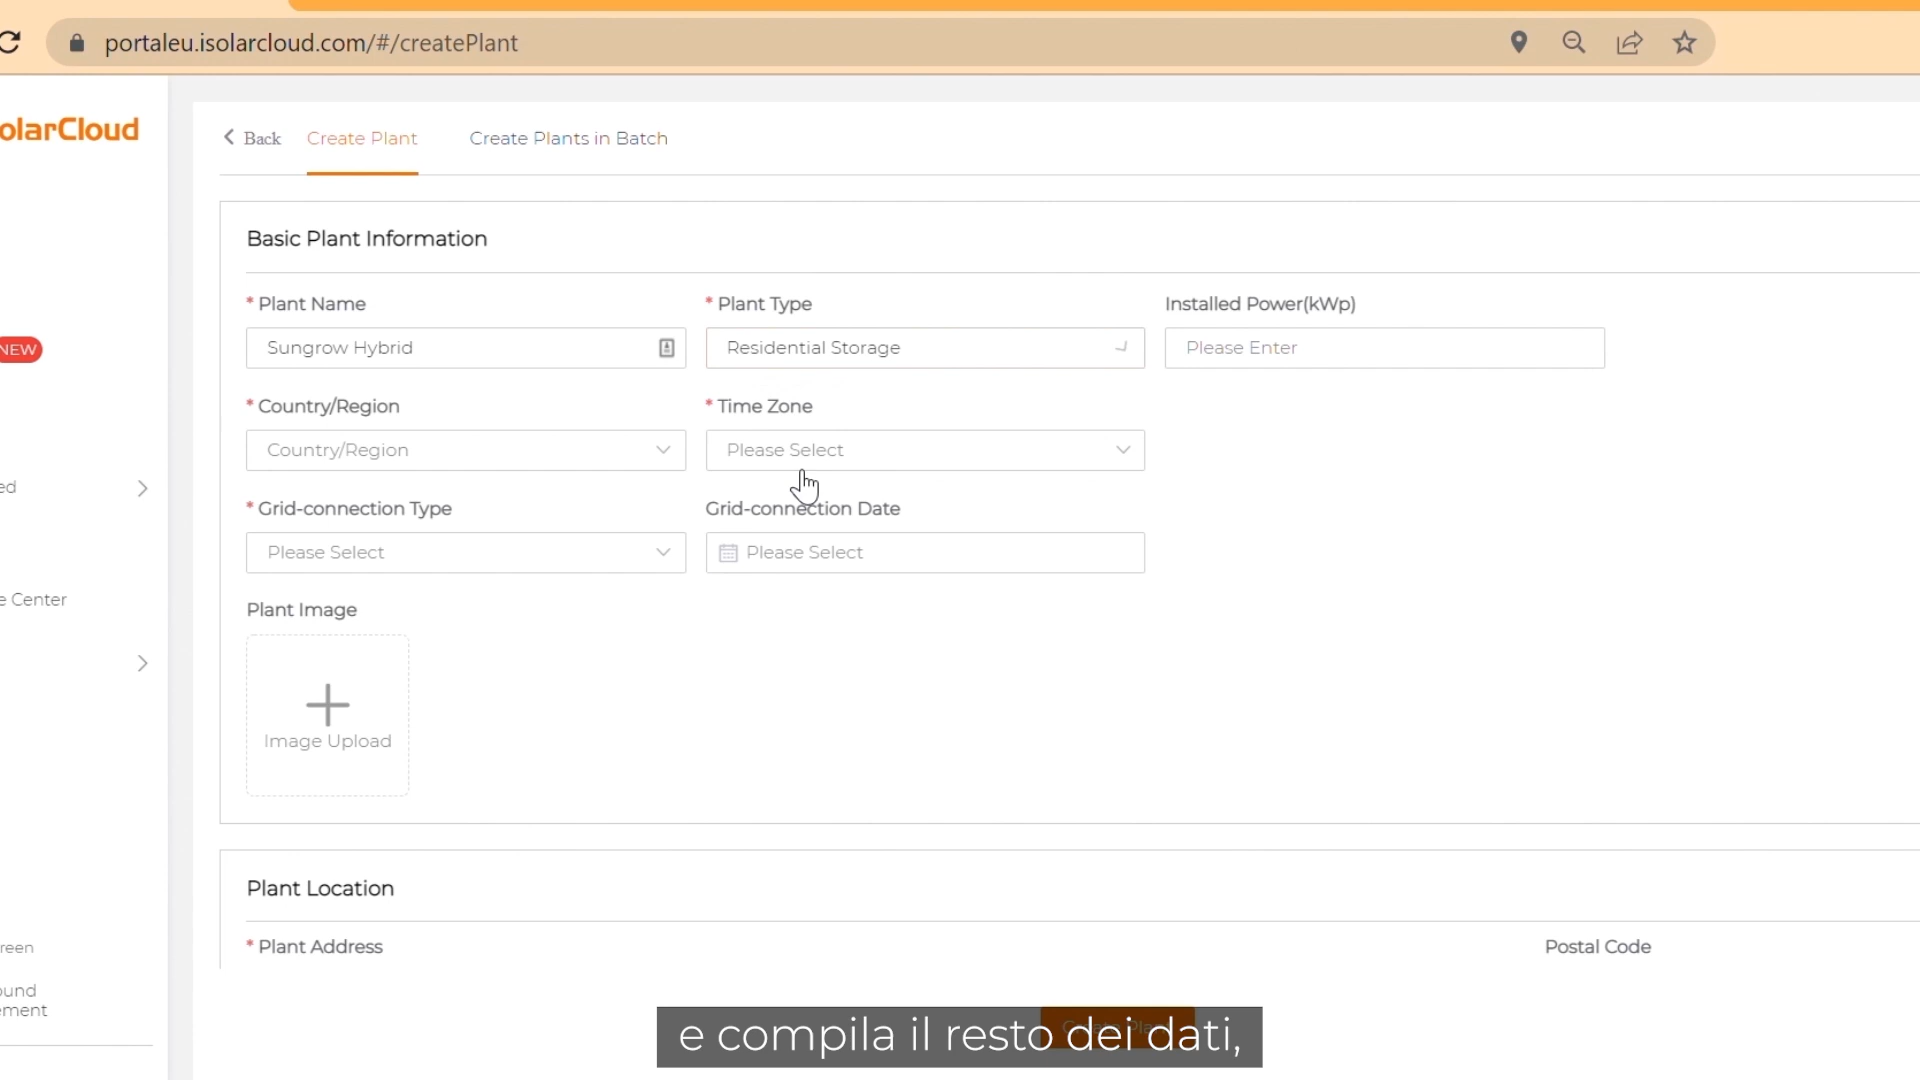 portaleu.isolarcloud.com/#/createPlant
olarCloud
Back
Create Plant
Create Plants in Batch
Basic Plant Information
* Plant Name
* Plant Type
Installed Power(kWp)
NEW
Sungrow Hybrid
Residential Storage
Please Enter
* Country/Region
* Time Zone
Country/Region
Please Select
ed
* Grid-connection Type
Grid-connection Date
Please Select
Please Select
e Center
Plant Image
Image Upload
Plant Location
reen
* Plant Address
Postal Code
ound
ement
e compila il resto dei dati,